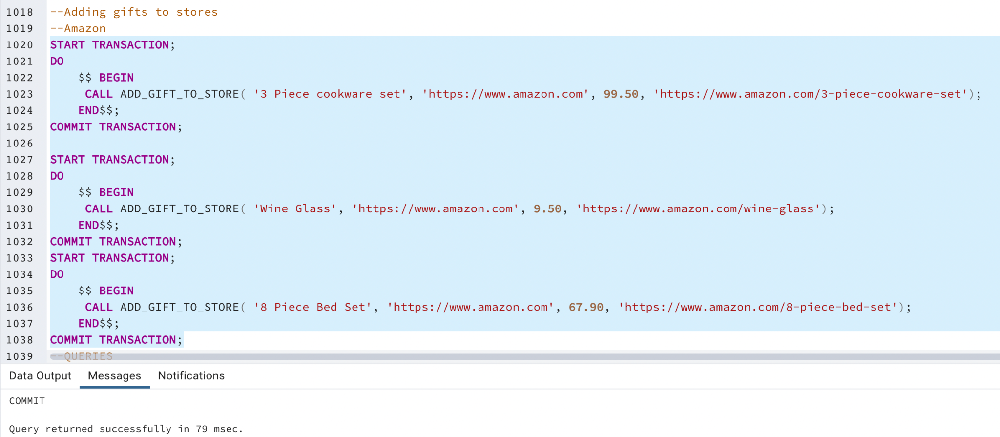 1018 --Adding gifts to stores
1019 --Amazon
1020 START TRANSACTION;
1021 DO
1022 $$ BEGIN
1023 CALL ADD_GIFT_TO_STORE( '3 Piece cookware set', 'https://www.amazon.com', 99.50, 'https://www.amazon.com/3-piece-cookware-set');
1024 END$$;
1025 COMMIT TRANSACTION;
1026
1027 START TRANSACTION;
1028 DO
1029 $$ BEGIN
1030 CALL ADD_GIFT_TO_STORE( 'Wine Glass', 'https://www.amazon.com', 9.50, 'https://www.amazon.com/wine-glass');
1031 END$$;
1032 COMMIT TRANSACTION;
1033 START TRANSACTION;
1034 DO
1035 $$ BEGIN
1036 CALL ADD_GIFT_TO_STORE( '8 Piece Bed Set', 'https://www.amazon.com', 67.90, 'https://www.amazon.com/8-piece-bed-set');
1037 END$$;
1038 COMMIT TRANSACTION;
1039 --QUERIES
Data Output Messages Notifications
COMMIT
Query returned successfully in 79 msec.